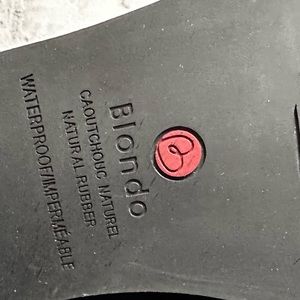 Blondo
CAOUTCHOUC NATUREL
NATURAL RUBBER
WATERPROOF/IMPERMÉABLE